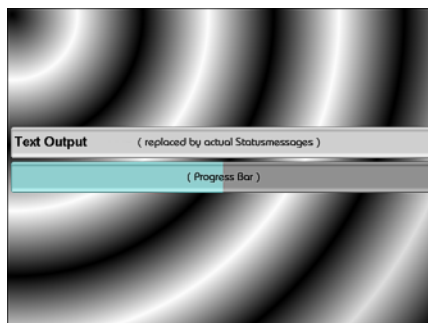 Text Output ( replaced by actual Statusmessages )
( Progress Bar )